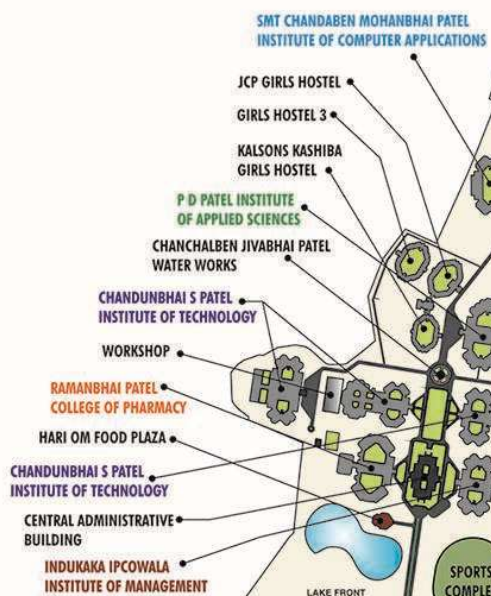 SMT CHANDABEN MOHANBHAI PATEL
INSTITUTE OF COMPUTER APPLICATIONS
JCP GIRLS HOSTEL
GIRLS HOSTEL 3
KALSONS KASHIBA
GIRLS HOSTEL
P D PATEL INSTITUTE
OF APPLIED SCIENCES
CHANCHALBEN JIVABHAI PATEL
WATER WORKS
CHANDUNBHAI S PATEL
INSTITUTE OF TECHNOLOGY
WORKSHOP
RAMANBHAI PATEL
COLLEGE OF PHARMACY
HARI OM FOOD PLAZA
CHANDUNBHAI S PATEL
INSTITUTE OF TECHNOLOGY
CENTRAL ADMINISTRATIVE
BUILDING
INDUKAKA IPCOWALA
INSTITUTE OF MANAGEMENT
LAKE FRONT
SPORTS
COMPLE